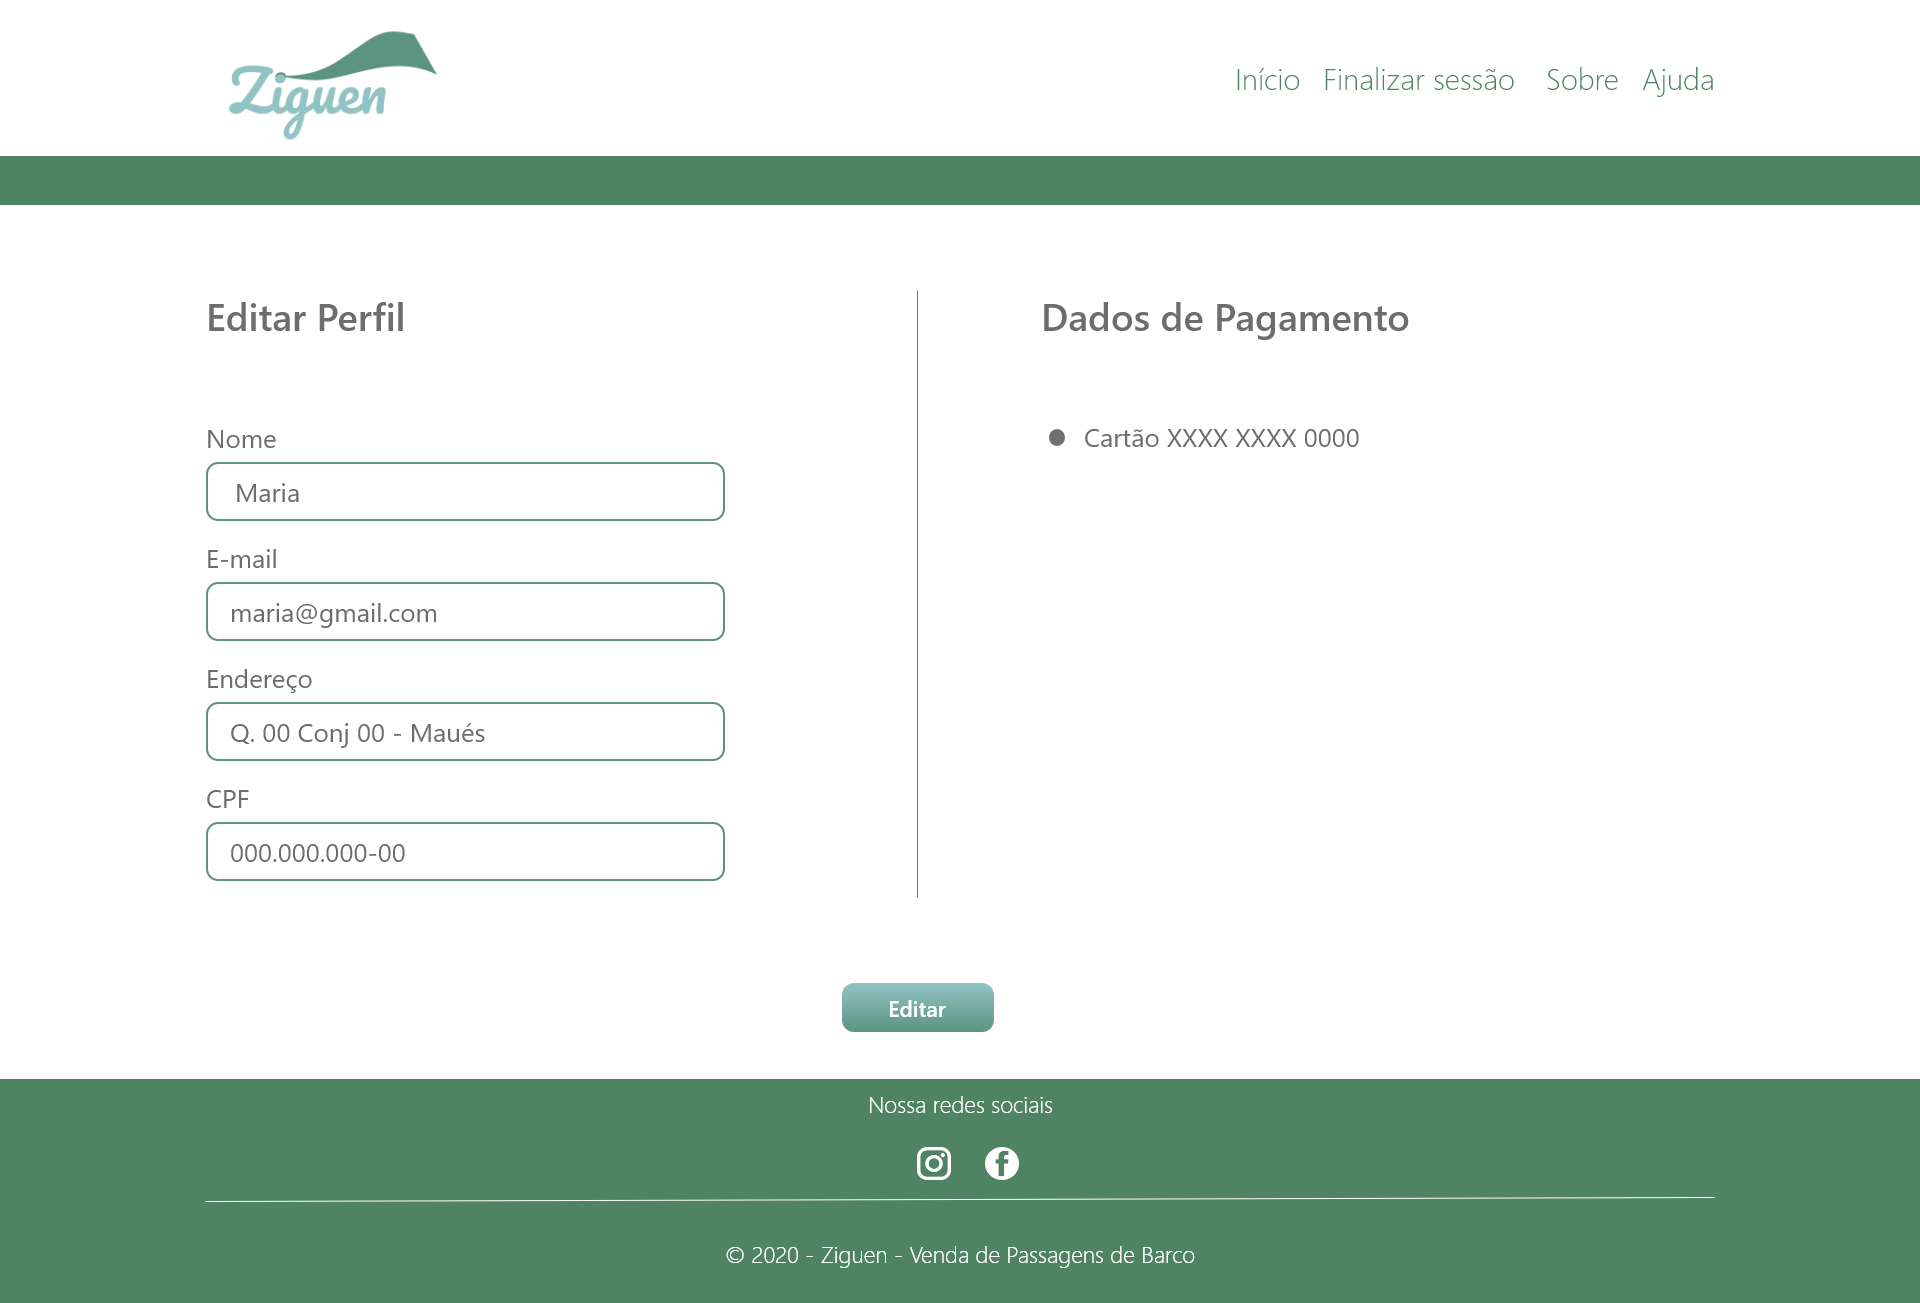 Ziguen
Início Finalizar sessão Sobre Ajuda
Editar Perfil
Nome
Maria
E-mail
maria@gmail.com
Endereço
Q. 00 Conj 00 - Maués
CPF
000.000.000-00
Dados de Pagamento
Cartão XXXX XXXX 0000
Editar
Nossa redes sociais
© 2020 - Ziguen - Venda de Passagens de Barco